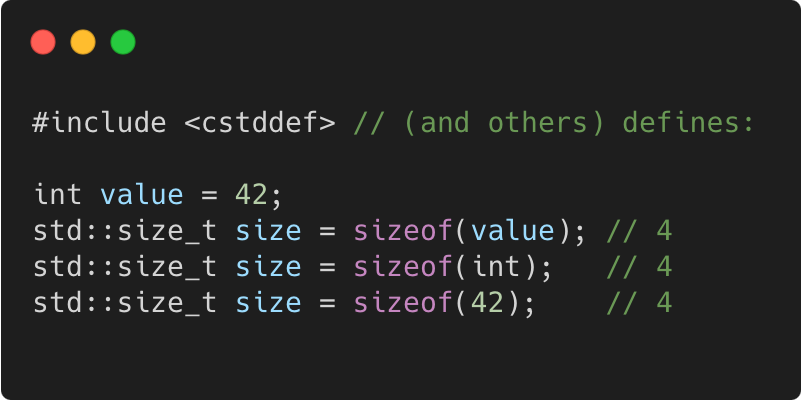 #include <cstddef> // (and others) defines:
int value = 42;
std::size_t size = sizeof(value); // 4
std::size_t size = sizeof(int);   // 4
std::size_t size = sizeof(42);    // 4